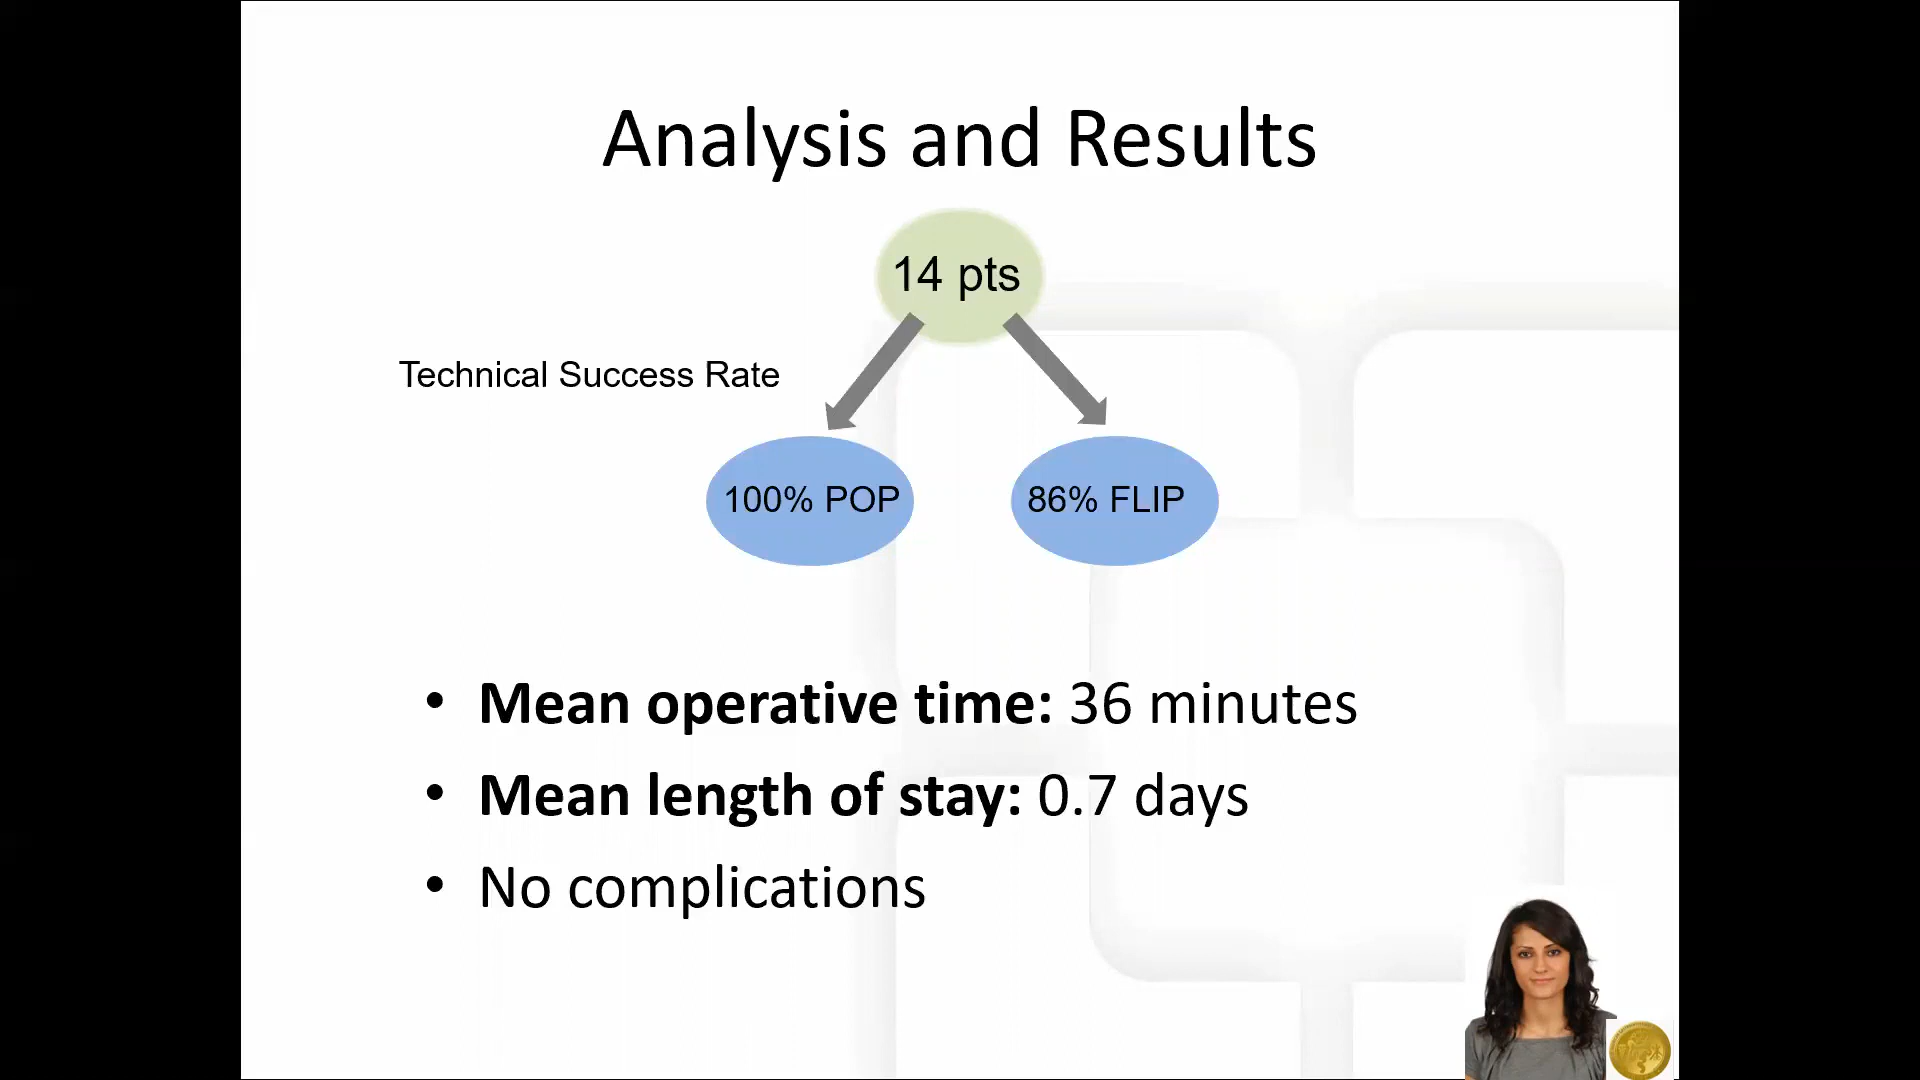 Analysis and Results
14 pts
Technical Success Rate
100% POP
86% FLIP
• Mean operative time: 36 minutes
• Mean length of stay: 0.7 days
• No complications